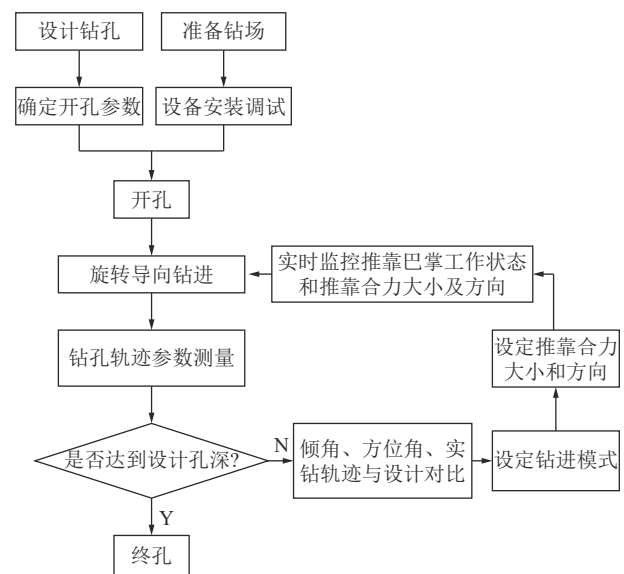 设计钻孔
准备钻场
确定开孔参数
设备安装调试
开孔
旋转导向钻进
实时监控推靠巴掌工作状态
和推靠合力大小及方向
钻孔轨迹参数测量
设定推靠合力
大小和方向
是否达到设计孔深?
N
倾角、方位角、实
钻轨迹与设计对比
设定钻进模式
Y
终孔